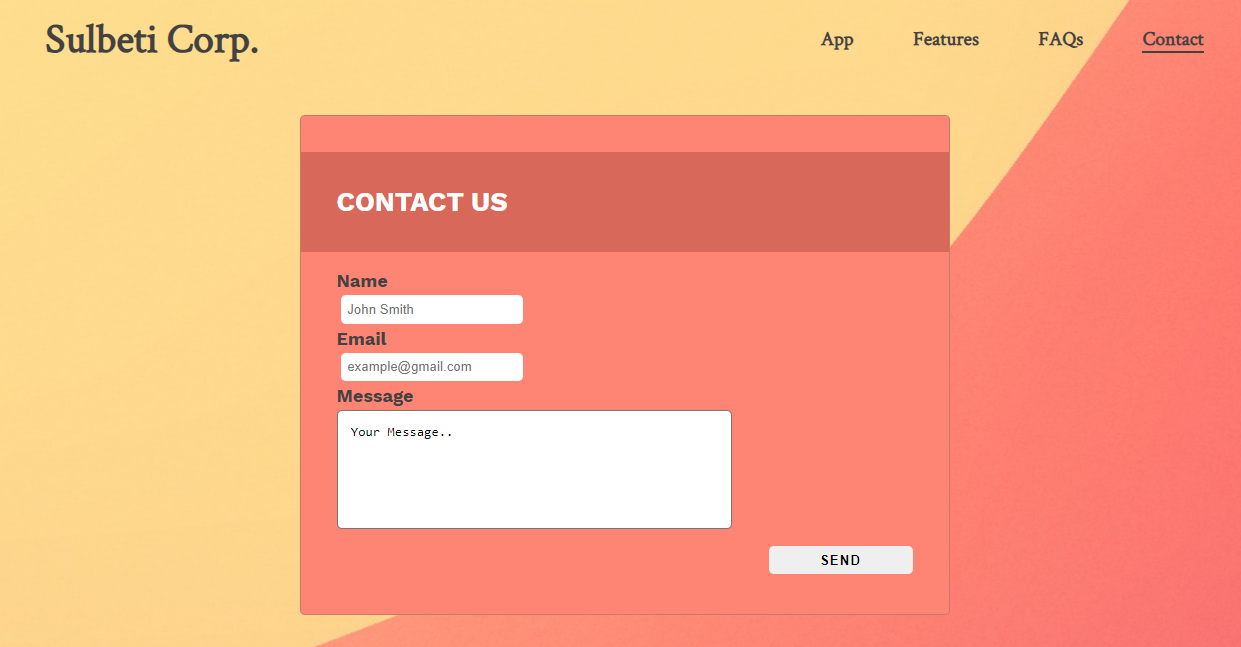 Sulbeti Corp.
App Features FAQs Contact
CONTACT US
Name
John Smith
Email
example@gmail.com
Message
Your Message..
SEND